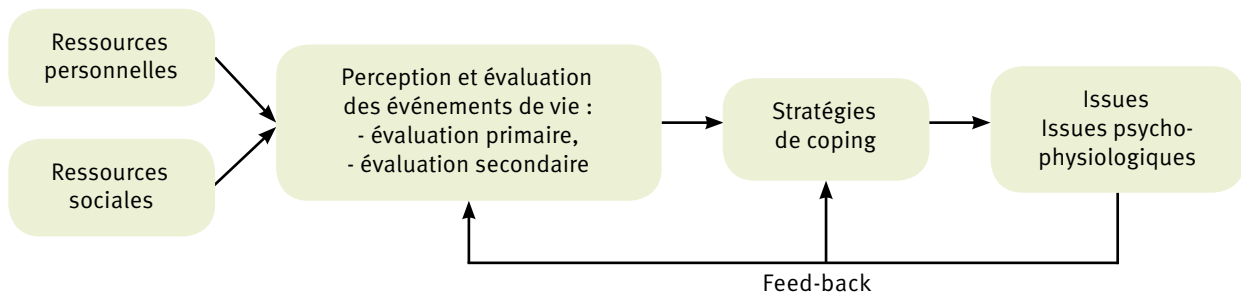 Ressources
personnelles
Ressources
sociales
Perception et évaluation
des événements de vie :
- évaluation primaire,
- évaluation secondaire
Stratégies
de coping
Issues
Issues psycho-
physiologiques
Feed-back